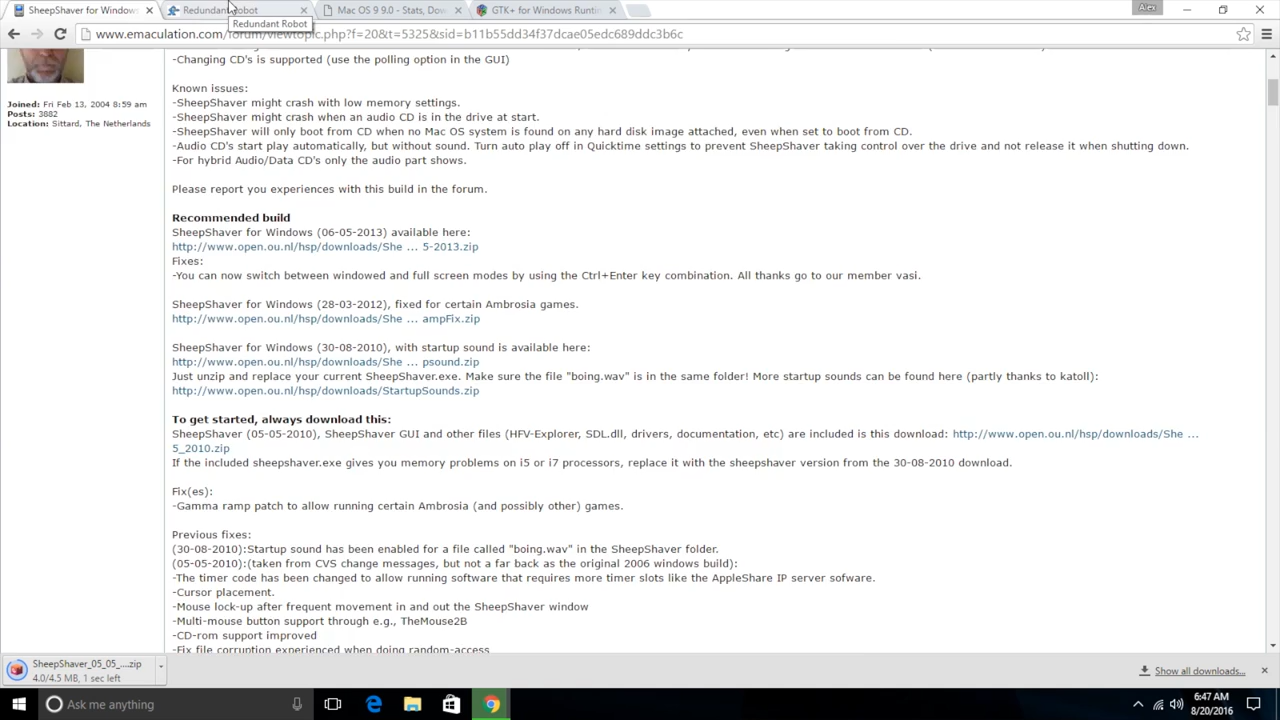 SheepShaver for Windows
Redundant Robot
Mac OS 9 9.0 - Stats, Dow
GTK+ for Windows Runtim
Alex
Redundant Robot
www.emaculation.com/forum/viewtopic.php?f=20&t=5325&sid=b11b55dd34f37dcae05edc689ddc3b6c
-Changing CD's is supported (use the polling option in the GUI)
Joined: Fri Feb 13, 2004 8:59 am
Posts: 3882
Location: Sittard, The Netherlands
Known issues:
-SheepShaver might crash with low memory settings.
-SheepShaver might crash when an audio CD is in the drive at start.
-SheepShaver will only boot from CD when no Mac OS system is found on any hard disk image attached, even when set to boot from CD.
-Audio CD's start play automatically, but without sound. Turn auto play off in Quicktime settings to prevent SheepShaver taking control over the drive and not release it when shutting down.
-For hybrid Audio/Data CD's only the audio part shows.
Please report you experiences with this build in the forum.
Recommended build
SheepShaver for Windows (06-05-2013) available here:
http://www.open.ou.nl/hsp/downloads/She ... 5-2013.zip
Fixes:
-You can now switch between windowed and full screen modes by using the Ctrl+Enter key combination. All thanks go to our member vasi.
SheepShaver for Windows (28-03-2012), fixed for certain Ambrosia games.
http://www.open.ou.nl/hsp/downloads/She ... ampFix.zip
SheepShaver for Windows (30-08-2010), with startup sound is available here:
http://www.open.ou.nl/hsp/downloads/She ... psound.zip
Just unzip and replace your current SheepShaver.exe. Make sure the file "boing.wav" is in the same folder! More startup sounds can be found here (partly thanks to katoll):
http://www.open.ou.nl/hsp/downloads/StartupSounds.zip
To get started, always download this:
SheepShaver (05-05-2010), SheepShaver GUI and other files (HFV-Explorer, SDL.dll, drivers, documentation, etc) are included is this download: http://www.open.ou.nl/hsp/downloads/She ...
5_2010.zip
If the included sheepshaver.exe gives you memory problems on i5 or i7 processors, replace it with the sheepshaver version from the 30-08-2010 download.
Fix(es):
-Gamma ramp patch to allow running certain Ambrosia (and possibly other) games.
Previous fixes:
(30-08-2010):Startup sound has been enabled for a file called "boing.wav" in the SheepShaver folder.
(05-05-2010):(taken from CVS change messages, but not a far back as the original 2006 windows build):
-The timer code has been changed to allow running software that requires more timer slots like the AppleShare IP server sofware.
-Cursor placement.
-Mouse lock-up after frequent movement in and out the SheepShaver window
-Multi-mouse button support through e.g., TheMouse2B
-CD-rom support improved
-Fix file corruption experienced when doing random-access
SheepShaver_05_05_....zip
4.0/4.5 MB, 1 sec left
Show all downloads...
Ask me anything
6:47 AM
8/20/2016